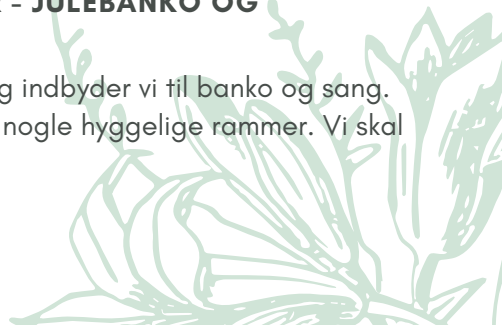 - JULEBANKO OG
g indbyder vi til banko og sang.
nogle hyggelige rammer. Vi skal